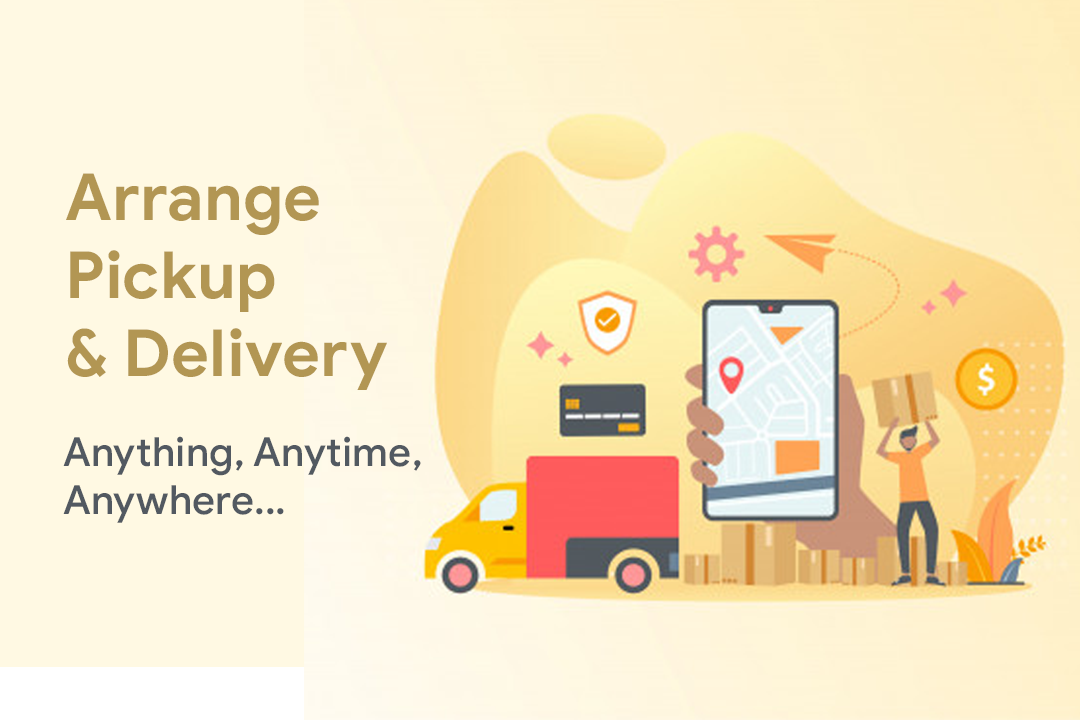 Arrange
Pickup
& Delivery
Anything, Anytime,
Anywhere...
$